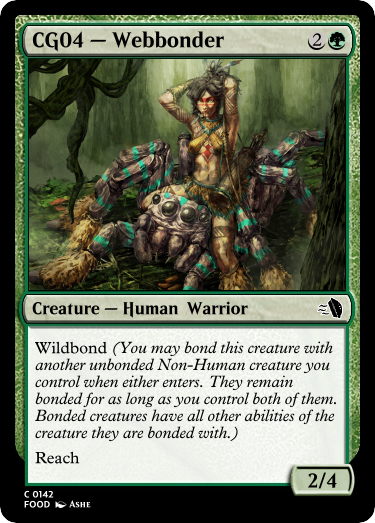 CG04 — Webbonder 2
Creature — Human Warrior
Wildbond (You may bond this creature with
another unbonded Non-Human creature you
control when either enters. They remain
bonded for as long as you control both of them.
Bonded creatures have all other abilities of the
creature they are bonded with.)
Reach
2/4
C 0142
FOOD Ashe